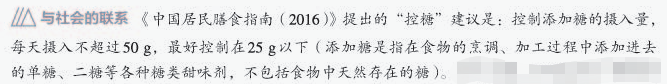 与社会的联系 《中国居民膳食指南（2016）》提出的“控糖”建议是：控制添加糖的摄入量，
每天摄入不超过50 g，最好控制在25 g以下（添加糖是指在食物的烹调、加工过程中添加进去
的单糖、二糖等各种糖类甜味剂，不包括食物中天然存在的糖）。